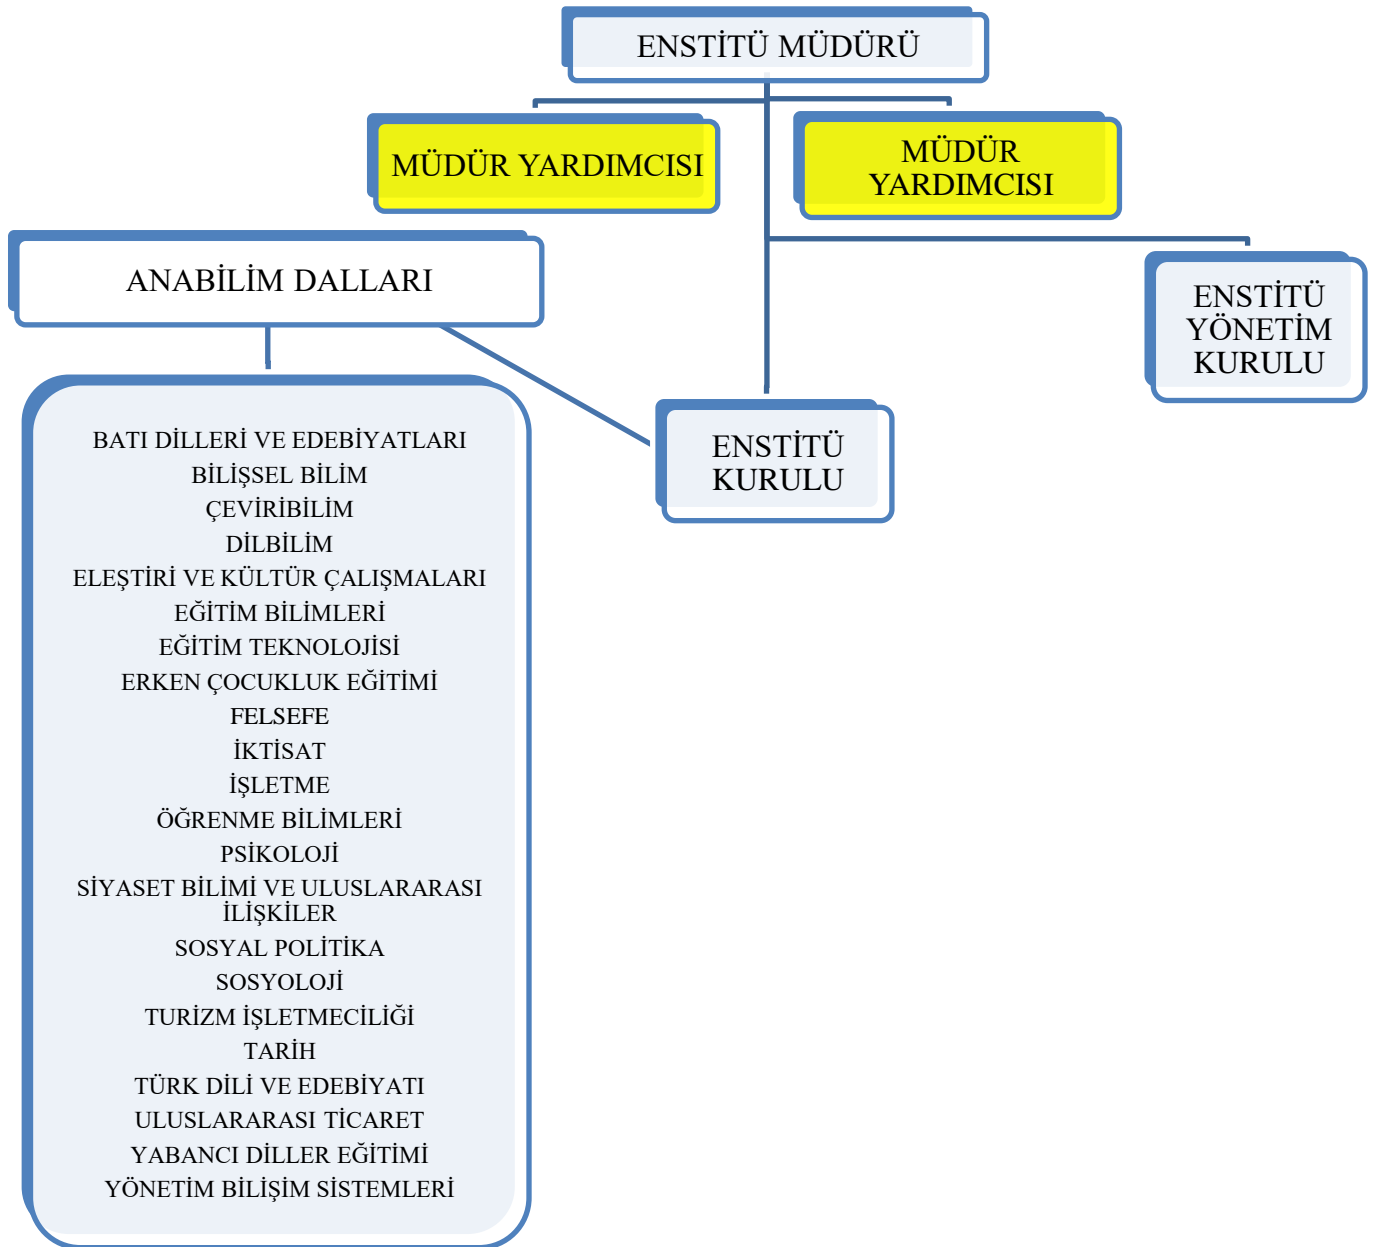 ENSTİTÜ MÜDÜRÜ
MÜDÜR YARDIMCISI
MÜDÜR
YARDIMCISI
ANABİLİM DALLARI
ENSTİTÜ
YÖNETİM
KURULU
ENSTİTÜ
KURULU
BATI DİLLERİ VE EDEBİYATLARI
BİLİŞSEL BİLİM
ÇEVİRİBİLİM
DİLBİLİM
ELEŞTİRİ VE KÜLTÜR ÇALIŞMALARI
EĞİTİM BİLİMLERİ
EĞİTİM TEKNOLOJİSİ
ERKEN ÇOCUKLUK EĞİTİMİ
FELSEFE
İKTİSAT
İŞLETME
ÖĞRENME BİLİMLERİ
PSİKOLOJİ
SİYASET BİLİMİ VE ULUSLARARASI
İLİŞKİLER
SOSYAL POLİTİKA
SOSYOLOJİ
TURİZM İŞLETMECİLİĞİ
TARİH
TÜRK DİLİ VE EDEBİYATI
ULUSLARARASI TİCARET
YABANCI DİLLER EĞİTİMİ
YÖNETİM BİLİŞİM SİSTEMLERİ